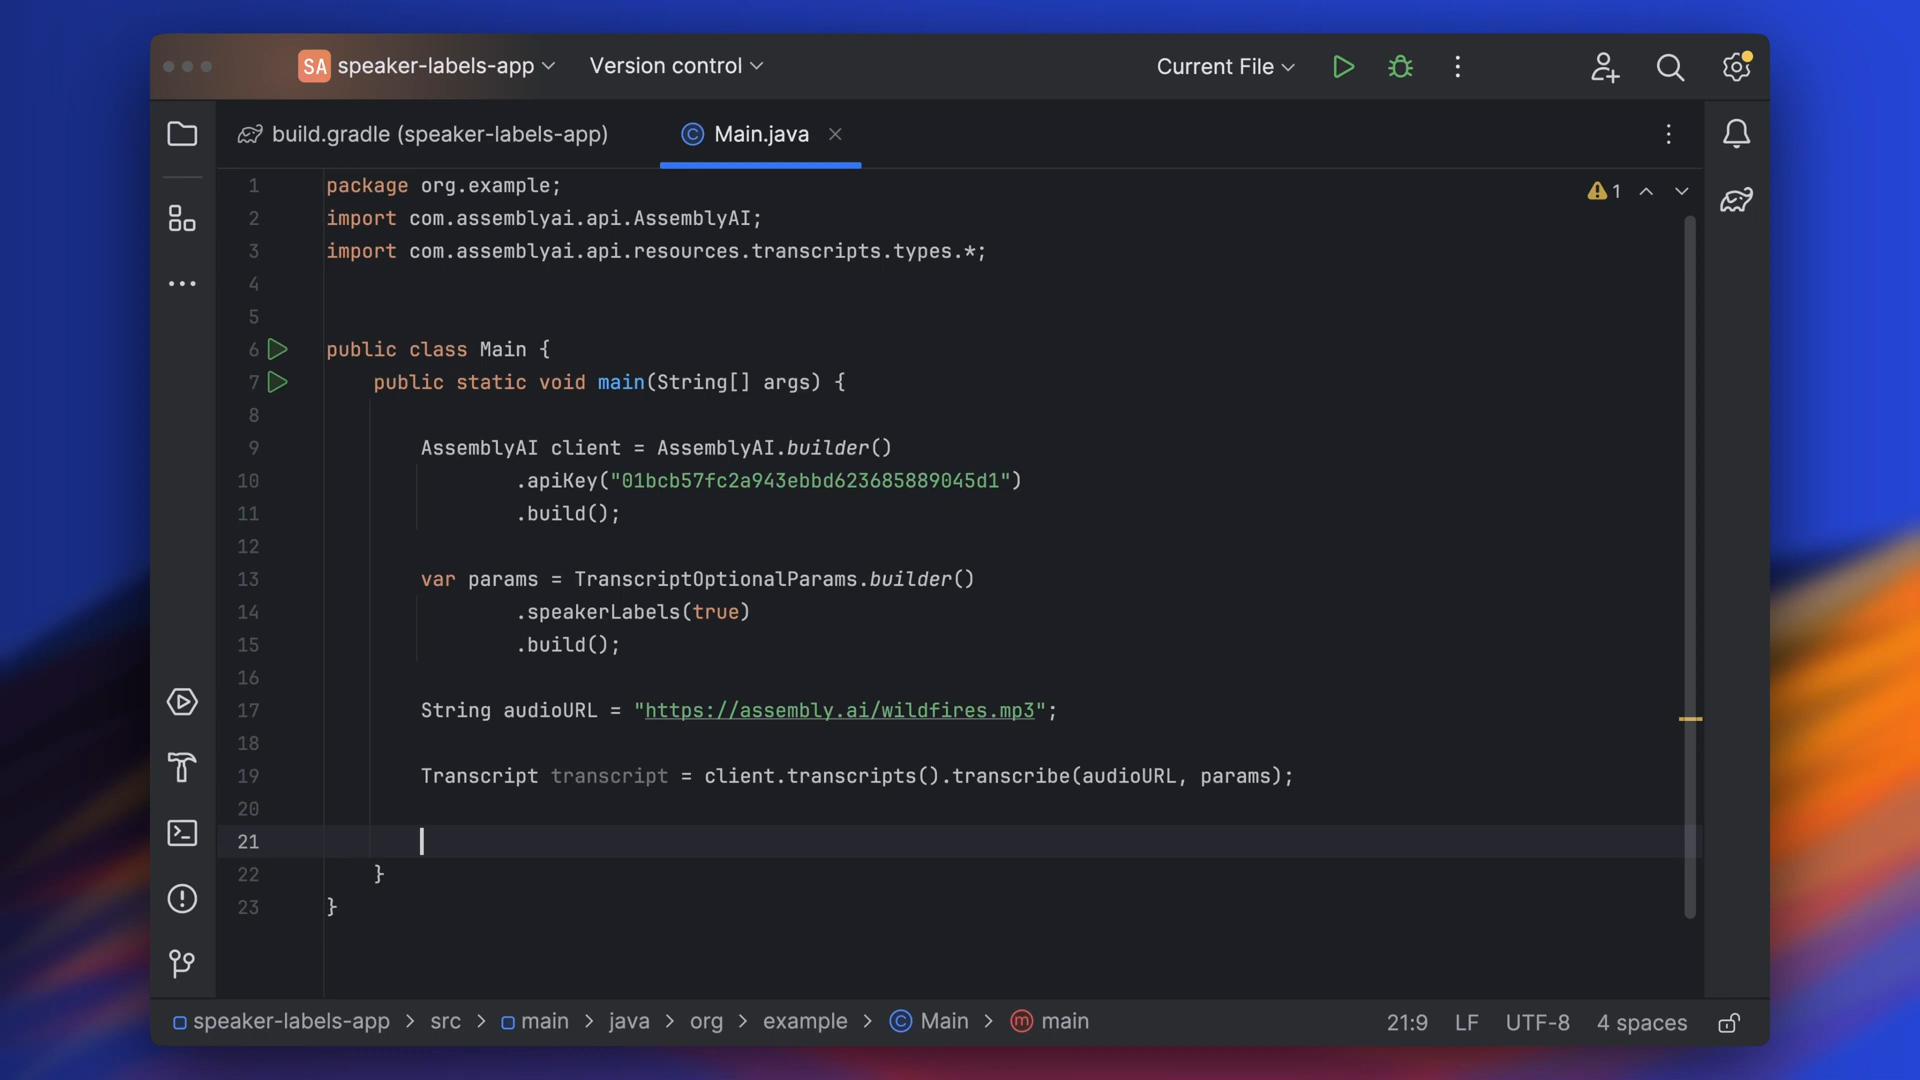 SA speaker-labels-app Version control Current File
build.gradle (speaker-labels-app) Main.java
1 package org.example;
2 import com.assemblyai.api.AssemblyAI;
3 import com.assemblyai.api.resources.transcripts.types.*;
4
5
6 public class Main {
7 public static void main(String[] args) {
8
9 AssemblyAI client = AssemblyAI.builder()
10 .apiKey("01bcb57fc2a943ebbd623685889045d1")
11 .build();
12
13 var params = TranscriptOptionalParams.builder()
14 .speakerLabels(true)
15 .build();
16
17 String audioURL = "https://assembly.ai/wildfires.mp3";
18
19 Transcript transcript = client.transcripts().transcribe(audioURL, params);
20
21
22 }
23 }
1
speaker-labels-app > src > main > java > org > example > C Main > m main 21:9 LF UTF-8 4 spaces